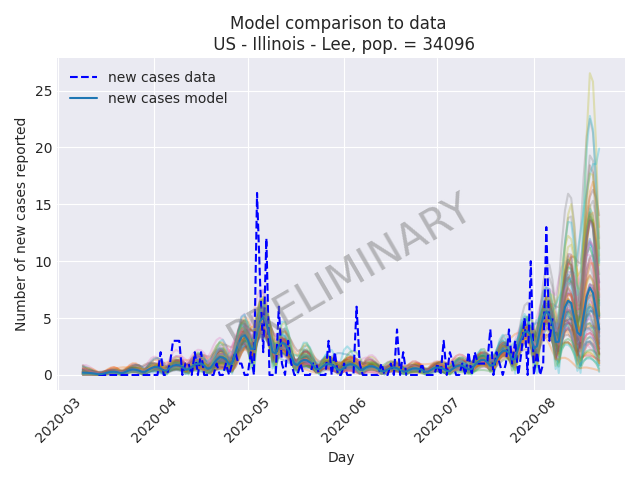 Model comparison to data
US - Illinois - Lee, pop. = 34096
new cases data
new cases model
PRELIMINARY
Number of new cases reported
25
20
15
10
5
0
2020-03
2020-04
2020-05
2020-06
2020-07
2020-08
Day